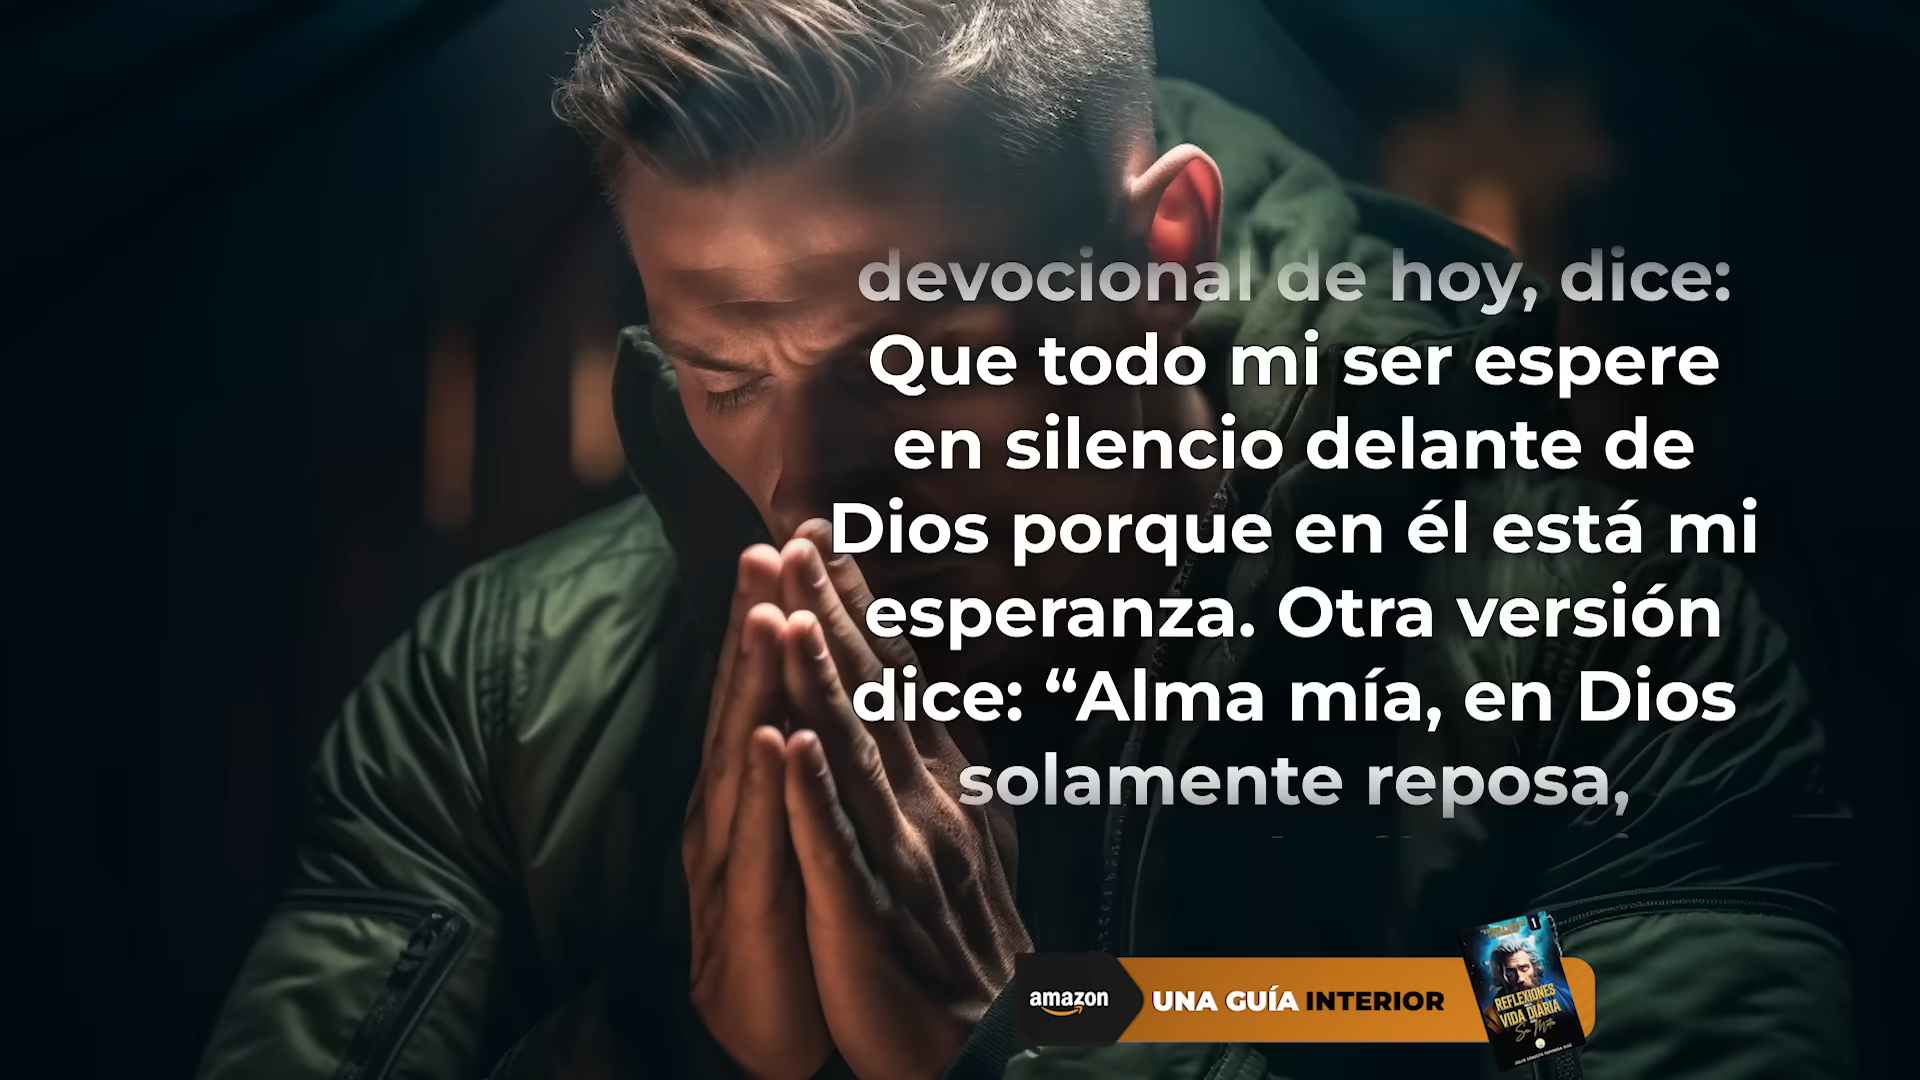 devocional de hoy, dice:
Que todo mi ser espere
en silencio delante de
Dios porque en él está mi
esperanza. Otra versión
dice: “Alma mía, en Dios
solamente reposa,
amazon
UNA GUÍA INTERIOR
REFLEXIONES
VIDA DIARIA